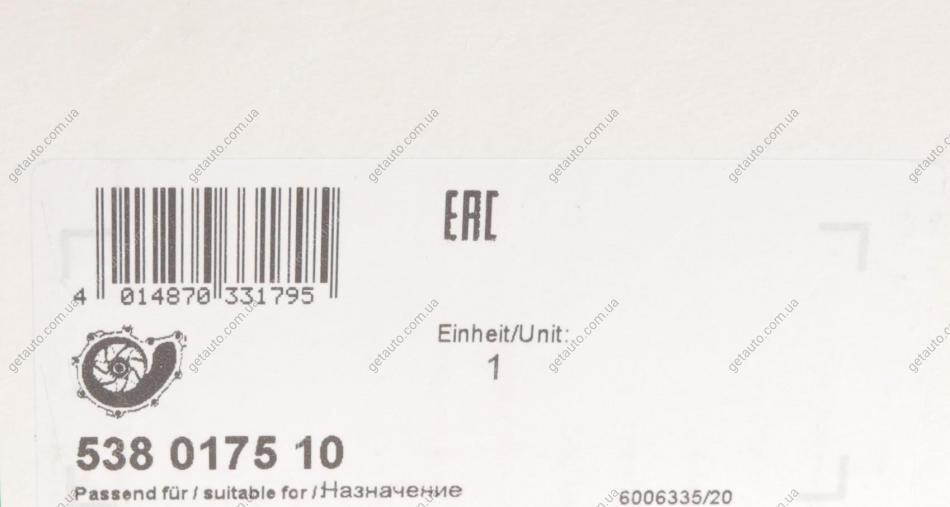 EAC
4 014870 331795
Einheit/Unit:
1
538 0175 10
Passend für / suitable for / Назначение
6006335/20
getauto.com.ua